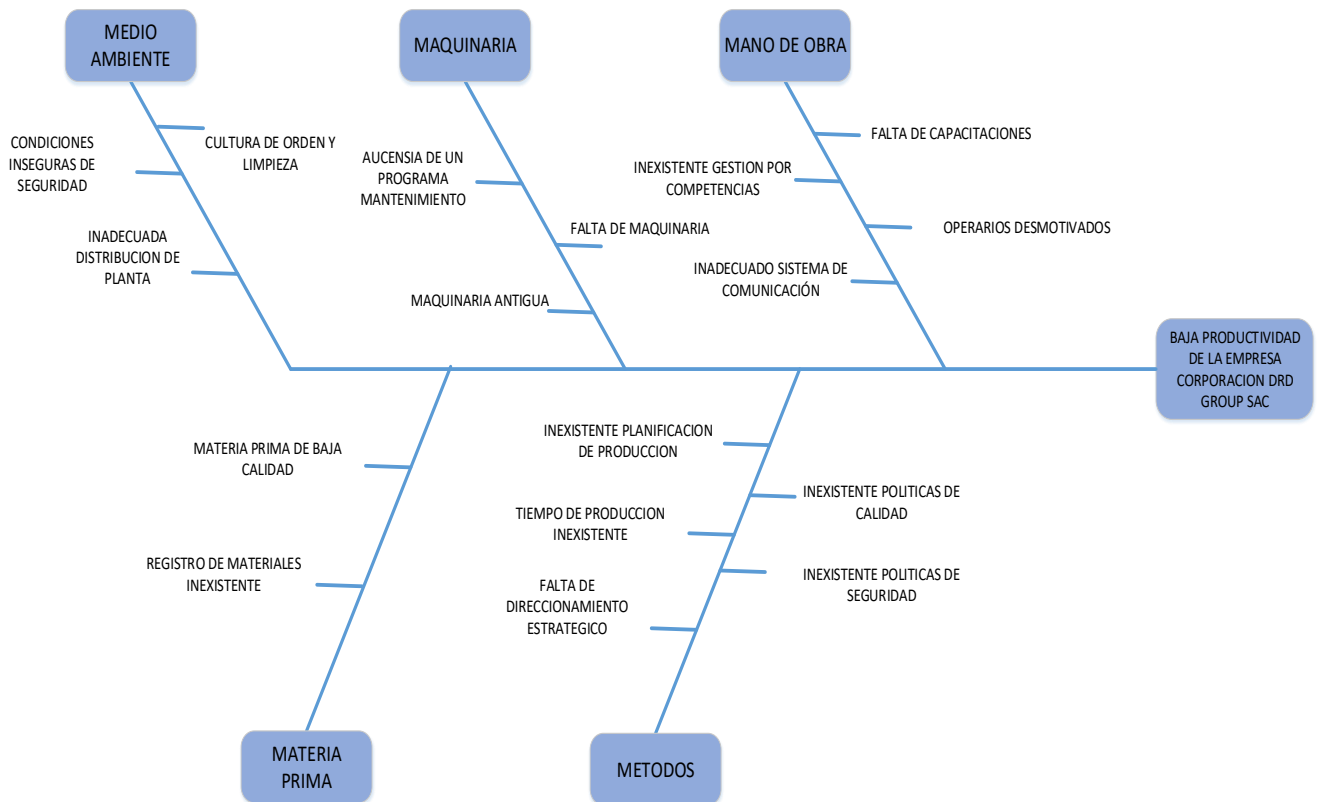 MEDIO
AMBIENTE
MAQUINARIA
MANO DE OBRA
CULTURA DE ORDEN Y
LIMPIEZA
CONDICIONES
INSEGURAS DE
SEGURIDAD
INADECUADA
DISTRIBUCION DE
PLANTA
AUCENSIA DE UN
PROGRAMA
MANTENIMIENTO
FALTA DE MAQUINARIA
MAQUINARIA ANTIGUA
FALTA DE CAPACITACIONES
INEXISTENTE GESTION POR
COMPETENCIAS
OPERARIOS DESMOTIVADOS
INADECUADO SISTEMA DE
COMUNICACIÓN
BAJA PRODUCTIVIDAD
DE LA EMPRESA
CORPORACION DRD
GROUP SAC
MATERIA PRIMA DE BAJA
CALIDAD
REGISTRO DE MATERIALES
INEXISTENTE
INEXISTENTE PLANIFICACION
DE PRODUCCION
INEXISTENTE POLITICAS DE
CALIDAD
TIEMPO DE PRODUCCION
INEXISTENTE
INEXISTENTE POLITICAS DE
SEGURIDAD
FALTA DE
DIRECCIONAMIENTO
ESTRATEGICO
MATERIA
PRIMA
METODOS